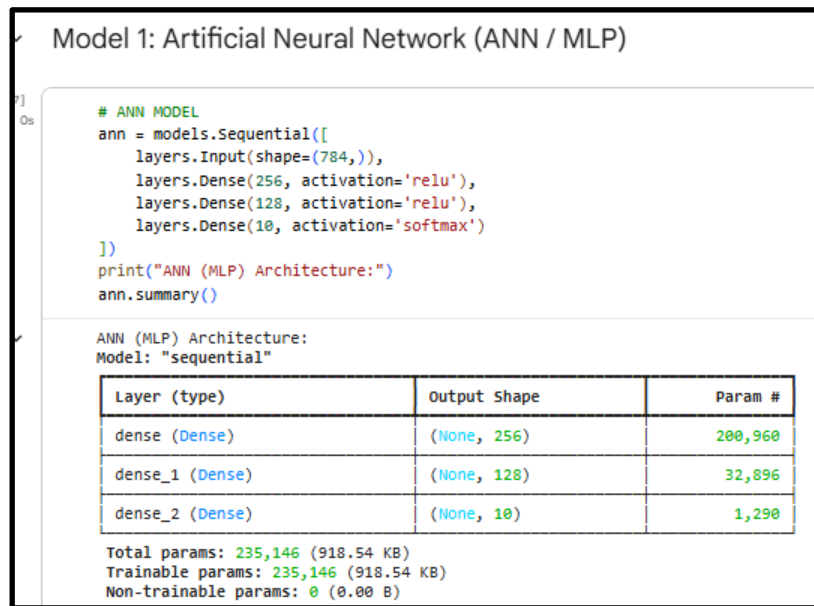 Model 1: Artificial Neural Network (ANN / MLP)
7]
0s
# ANN MODEL
ann = models.Sequential([
    layers.Input(shape=(784,)),
    layers.Dense(256, activation='relu'),
    layers.Dense(128, activation='relu'),
    layers.Dense(10, activation='softmax')
])
print("ANN (MLP) Architecture:")
ann.summary()
ANN (MLP) Architecture:
Model: "sequential"
Layer (type) Output Shape Param #
dense (Dense) (None, 256) 200,960
dense_1 (Dense) (None, 128) 32,896
dense_2 (Dense) (None, 10) 1,290
Total params: 235,146 (918.54 KB)
Trainable params: 235,146 (918.54 KB)
Non-trainable params: 0 (0.00 B)